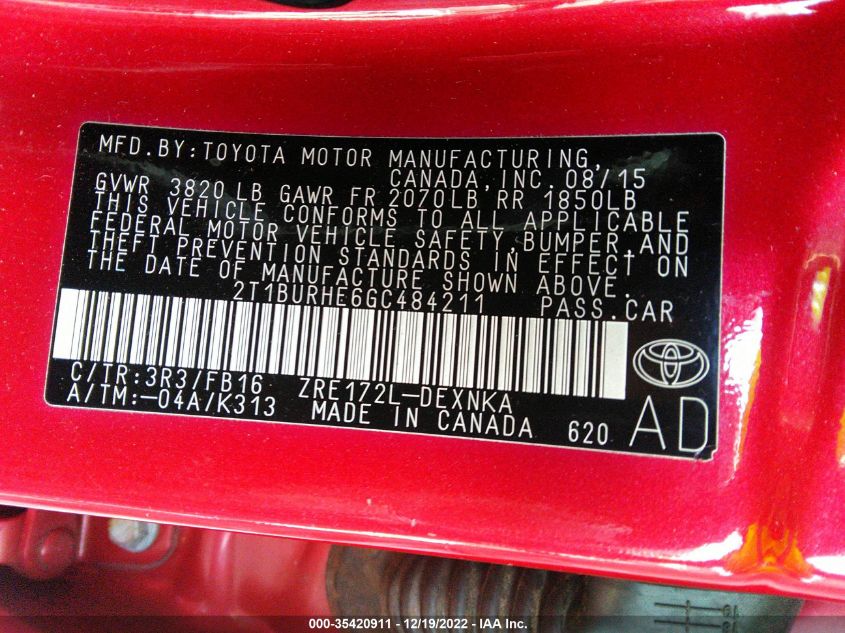 MFD.BY:TOYOTA MOTOR MANUFACTURING,
CANADA,INC. 08/15
GVWR 3820 LB GAWR FR 2070LB RR 1850LB
THIS VEHICLE CONFORMS TO ALL APPLICABLE
FEDERAL MOTOR VEHICLE SAFETY,BUMPER,AND
THEFT PREVENTION STANDARDS IN EFFECT ON
THE DATE OF MANUFACTURE SHOWN ABOVE.
2T1BURHE6GC484211 PASS.CAR
C/TR:3R3/FB16 ZRE172L-DEXNKA
A/TM:-04A/K313 MADE IN CANADA 620 AD
000-35420911 - 12/19/2022 - IAA Inc.